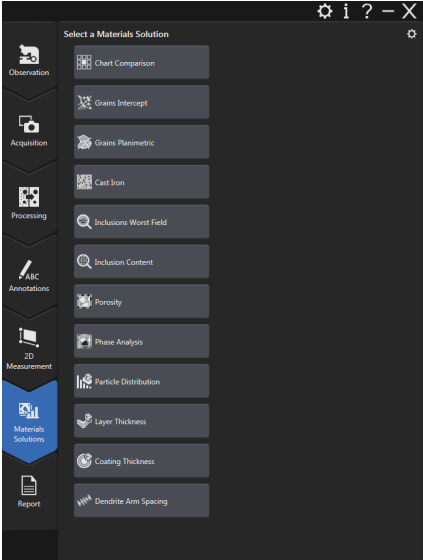 i ? – X
Select a Materials Solution
Observation
Acquisition
Processing
ABC
Annotations
2D
Measurement
Materials
Solutions
Report
Chart Comparison
Grains Intercept
Grains Planimetric
Cast Iron
Inclusions Worst Field
Inclusion Content
Porosity
Phase Analysis
Particle Distribution
Layer Thickness
Coating Thickness
Dendrite Arm Spacing